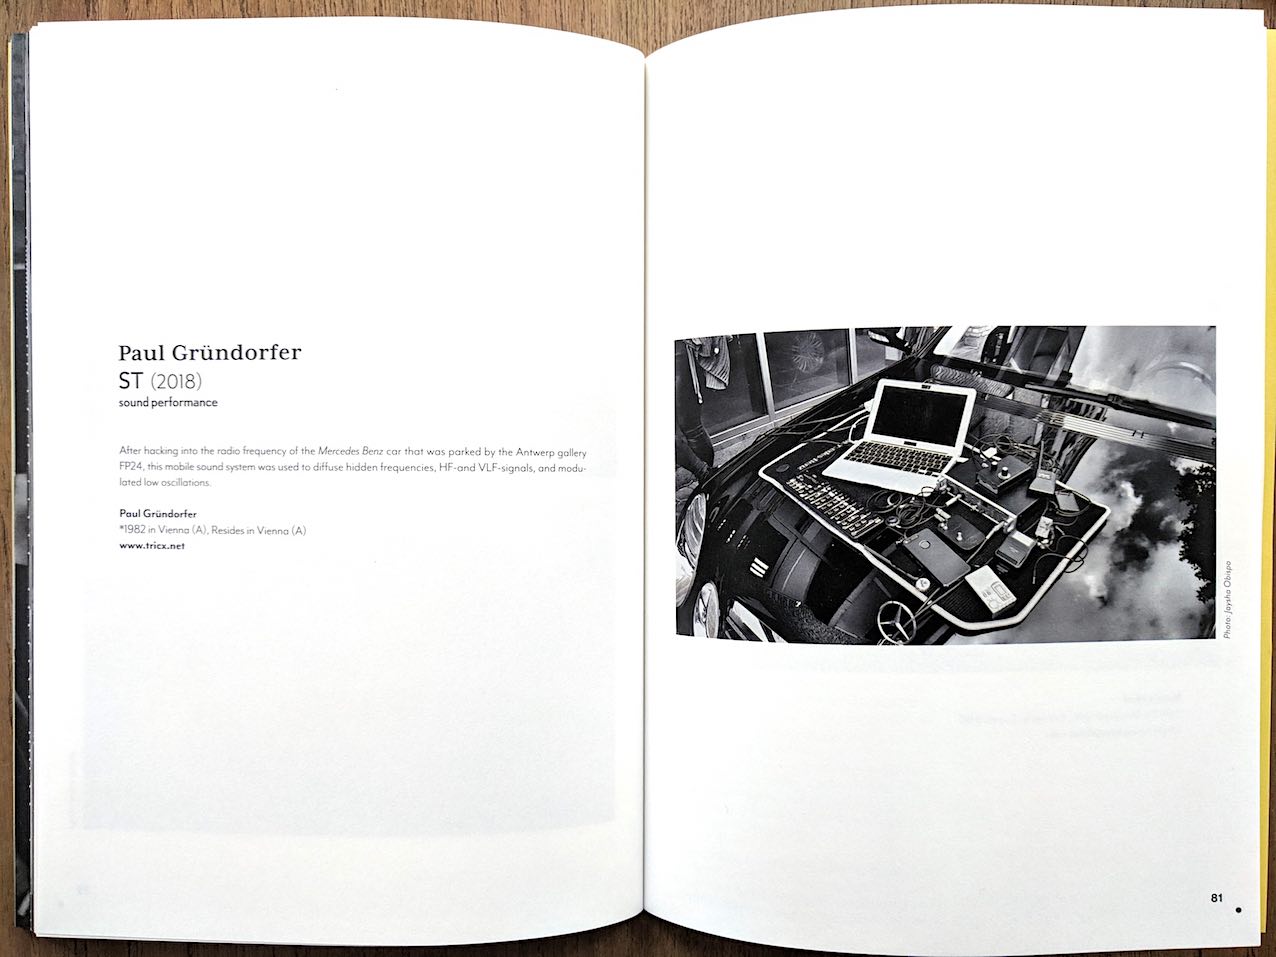 Paul Gründorfer
ST (2018)
sound performance
After hacking into the radio frequency of the Mercedes Benz car that was parked by the Antwerp gallery
FP24, this mobile sound system was used to diffuse hidden frequencies, HF-and VLF-signals, and modu-
lated low oscillations.
Paul Gründorfer
*1982 in Vienna (A), Resides in Vienna (A)
www.tricx.net
Photo: Jaysha Obispo
81